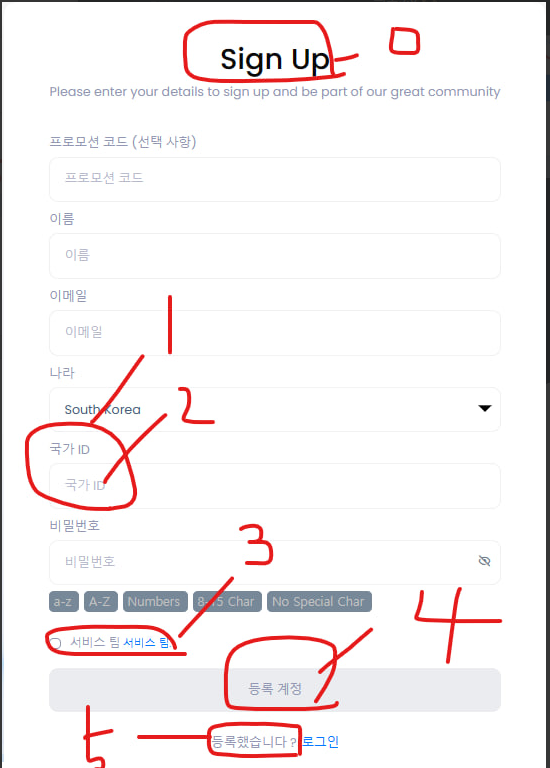 Sign Up
0
Please enter your details to sign up and be part of our great community
프로모션 코드 (선택 사항)
프로모션 코드
이름
이름
이메일
1
이메일
나라
South Korea
2
국가 ID
국가 ID
비밀번호
3
비밀번호
a-z A-Z Numbers 8-15 Char No Special Char
4
서비스 팀 서비스 팀.
등록 계정
5
등록했습니다 ? 로그인